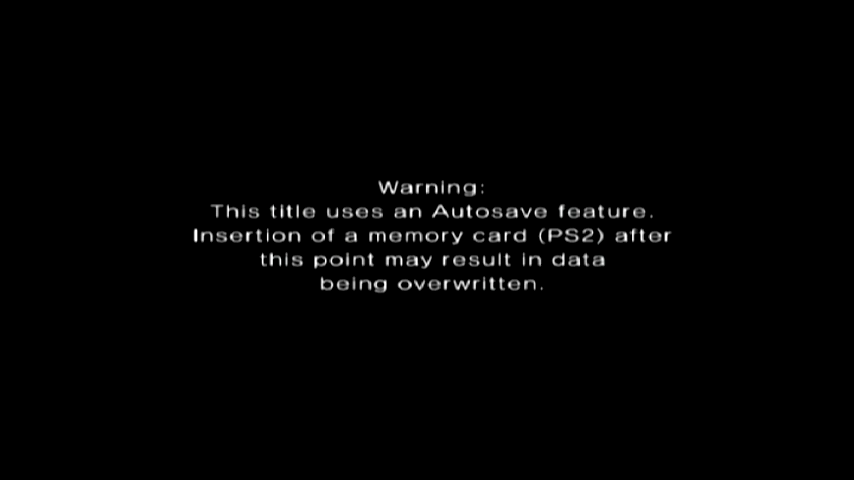 Warning:
This title uses an Autosave feature.
Insertion of a memory card (PS2) after
this point may result in data
being overwritten.